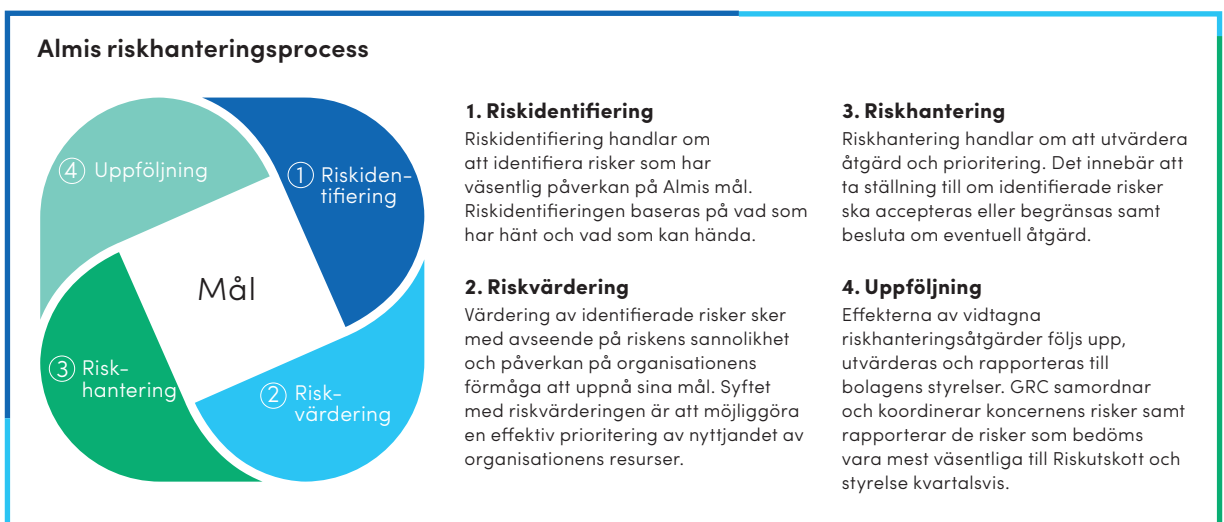 Almis riskhanteringsprocess
4 Uppföljning
1 Riskiden-
tifiering
Mål
3 Risk-
hantering
2 Risk-
värdering
1. Riskidentifiering
Riskidentifiering handlar om
att identifiera risker som har
väsentlig påverkan på Almis mål.
Riskidentifieringen baseras på vad som
har hänt och vad som kan hända.
2. Riskvärdering
Värdering av identifierade risker sker
med avseende på riskens sannolikhet
och påverkan på organisationens
förmåga att uppnå sina mål. Syftet
med riskvärderingen är att möjliggöra
en effektiv prioritering av nyttjandet av
organisationens resurser.
3. Riskhantering
Riskhantering handlar om att utvärdera
åtgärd och prioritering. Det innebär att
ta ställning till om identifierade risker
ska accepteras eller begränsas samt
besluta om eventuell åtgärd.
4. Uppföljning
Effekterna av vidtagna
riskhanteringsåtgärder följs upp,
utvärderas och rapporteras till
bolagens styrelser. GRC samordnar
och koordinerar koncernens risker samt
rapporterar de risker som bedöms
vara mest väsentliga till Riskutskott och
styrelse kvartalsvis.